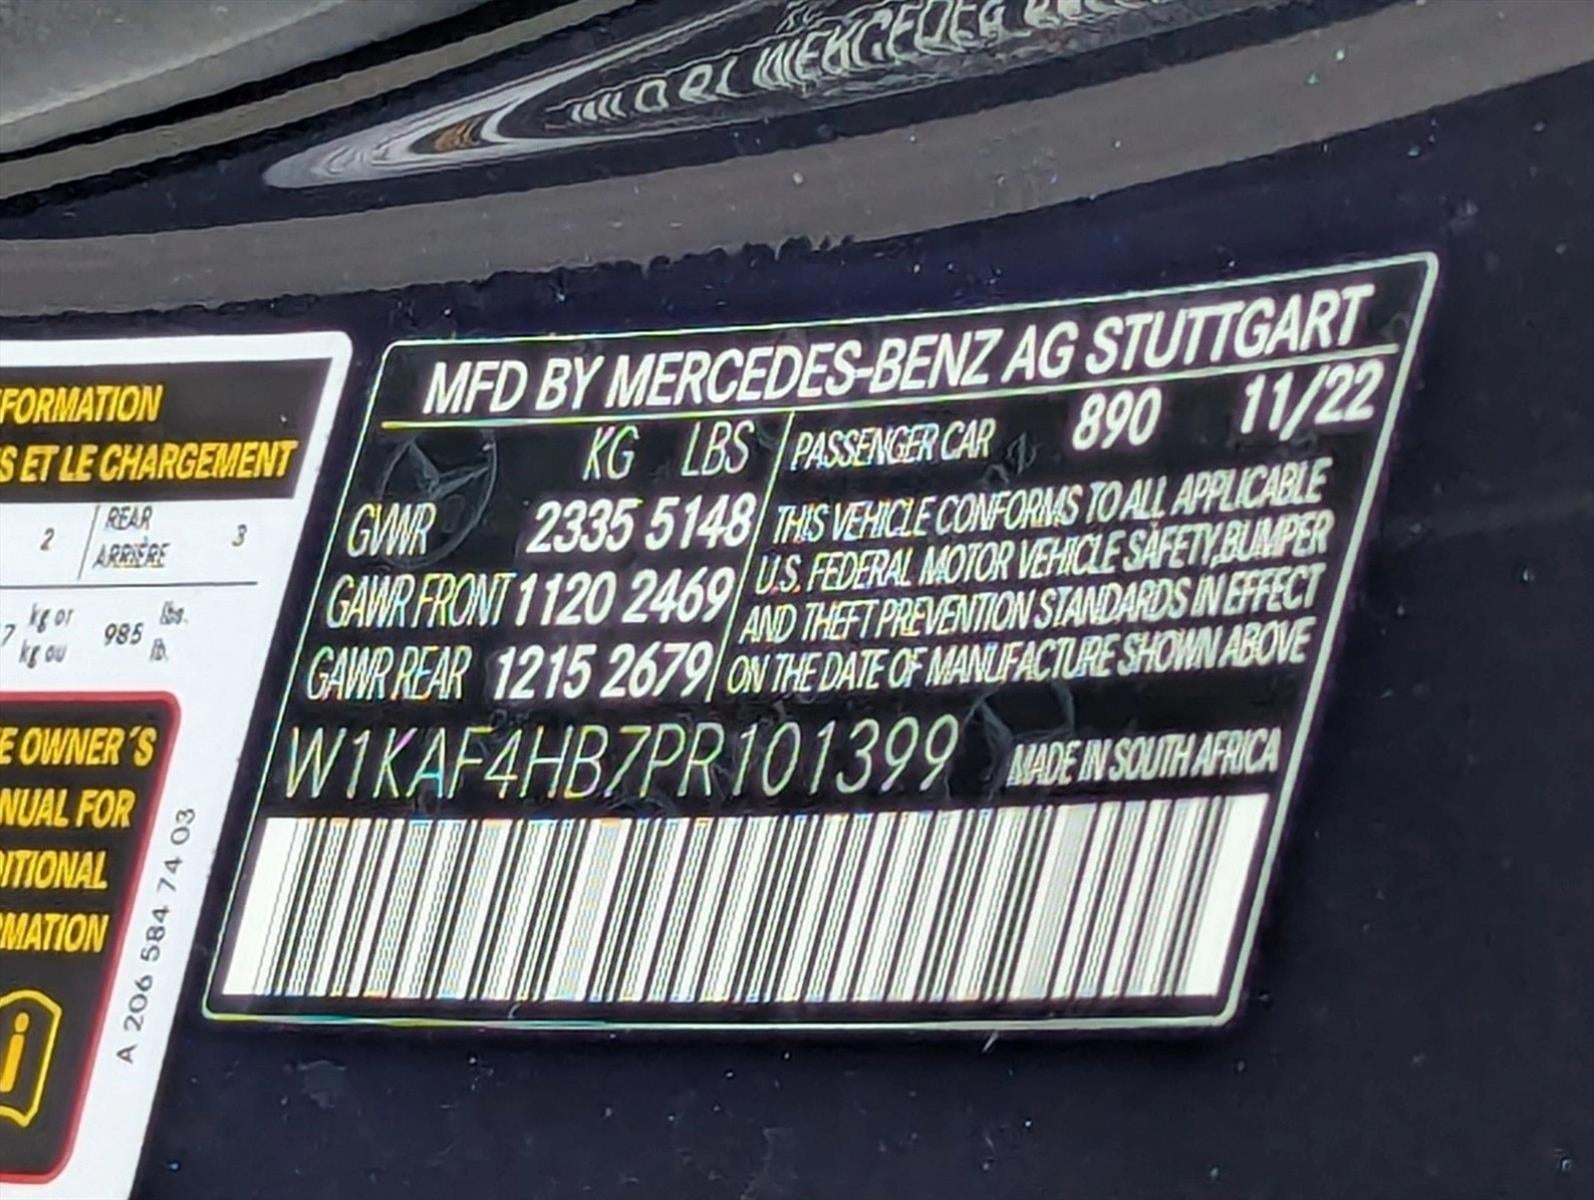 MFD BY MERCEDES-BENZ AG STUTTGART
KG LBS
GVWR 2335 5148
GAWR FRONT 1120 2469
GAWR REAR 1215 2679
PASSENGER CAR 890 11/22
THIS VEHICLE CONFORMS TO ALL APPLICABLE
U.S. FEDERAL MOTOR VEHICLE SAFETY,BUMPER
AND THEFT PREVENTION STANDARDS IN EFFECT
ON THE DATE OF MANUFACTURE SHOWN ABOVE
W1KAF4HB7PR101399 MADE IN SOUTH AFRICA
FORMATION
S ET LE CHARGEMENT
2 REAR 3
ARRIÈRE
7 kg or 985 lbs.
kg ou lb.
E OWNER´S
NUAL FOR
DITIONAL
RMATION
i
A 206 584 74 03